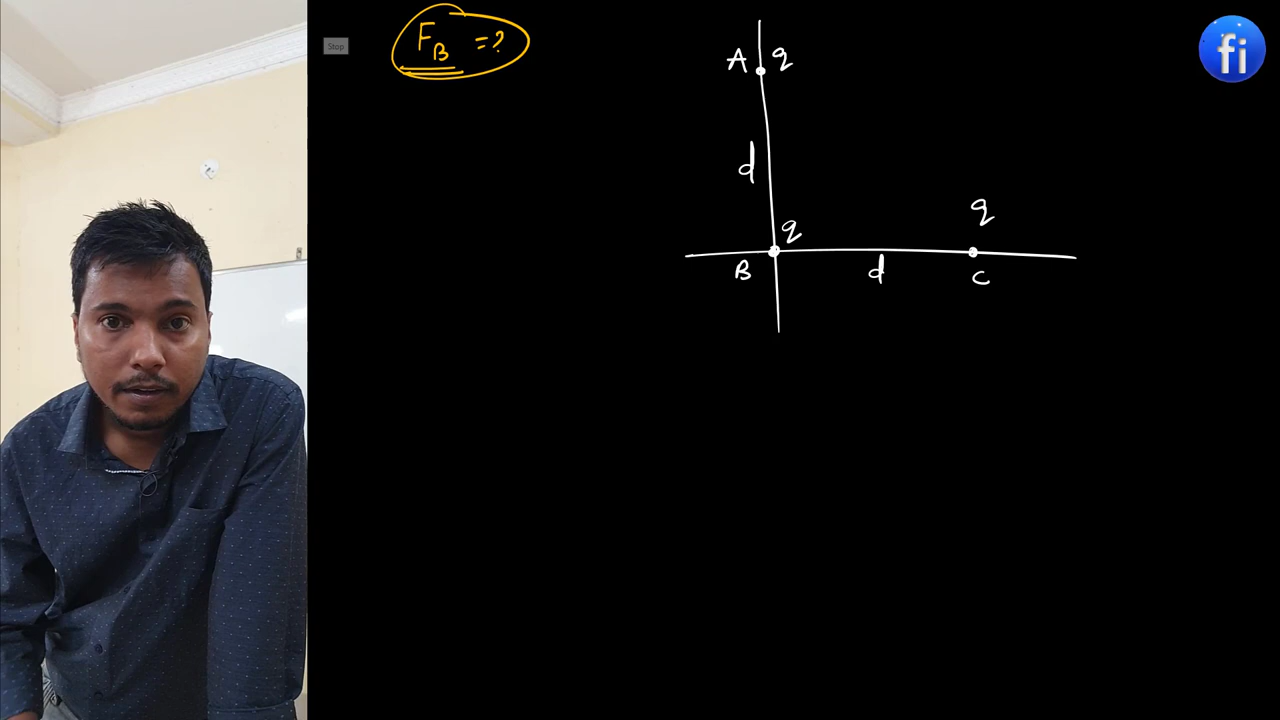 F_B = ?
Stop
A q
d
q
B d C
q
fi